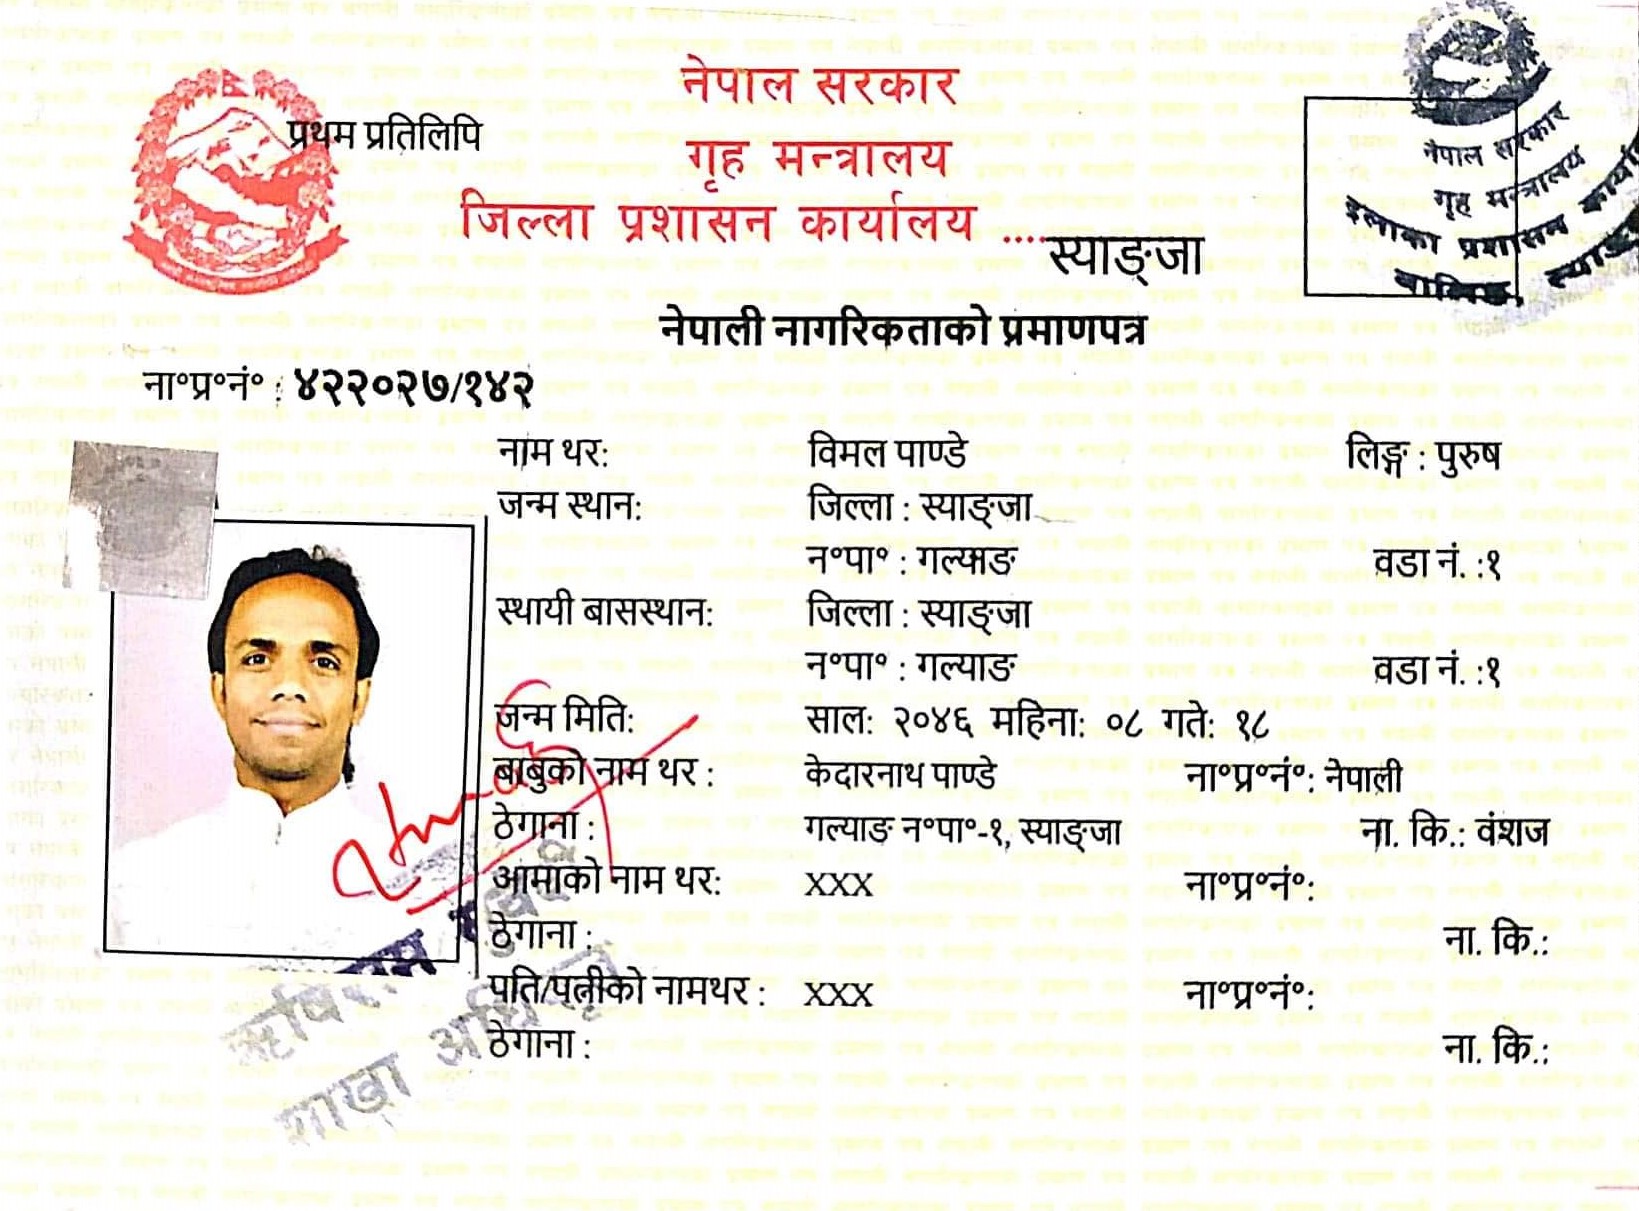 नेपाल सरकार
प्रथम प्रतिलिपि
गृह मन्त्रालय
जिल्ला प्रशासन कार्यालय ....स्याङ्जा
नेपाल सरकार
गृह मन्त्रालय
इलाका प्रशासन कार्या
वालिङ, स्याङ
नेपाली नागरिकताको प्रमाणपत्र
ना॰प्र॰नं॰ : ४२२०२७/१४२
नाम थर: विमल पाण्डे लिङ्ग : पुरुष
जन्म स्थान: जिल्ला : स्याङ्जा
न॰पा॰ : गल्याङ वडा नं. :१
स्थायी बासस्थान: जिल्ला : स्याङ्जा
न॰पा॰ : गल्याङ वडा नं. :१
जन्म मिति: साल: २०४६ महिना: ०८ गते: १८
बाबुको नाम थर : केदारनाथ पाण्डे ना॰प्र॰नं॰: नेपाली
ठेगाना : गल्याङ न॰पा॰-१, स्याङ्जा ना. कि.: वंशज
आमाको नाम थर: XXX ना॰प्र॰नं॰:
ठेगाना : ना. कि.:
पति/पत्नीको नामथर : XXX ना॰प्र॰नं॰:
ठेगाना : ना. कि.:
शाखा अधिकृत